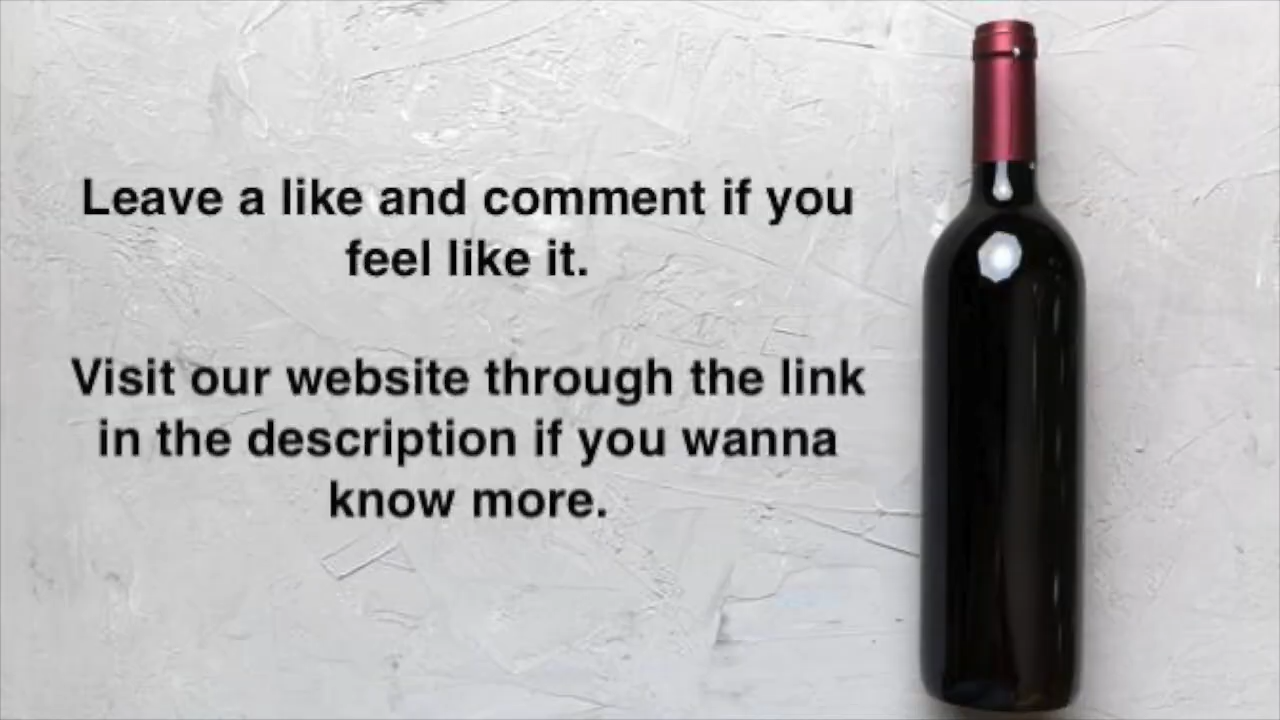 Leave a like and comment if you
feel like it.
Visit our website through the link
in the description if you wanna
know more.